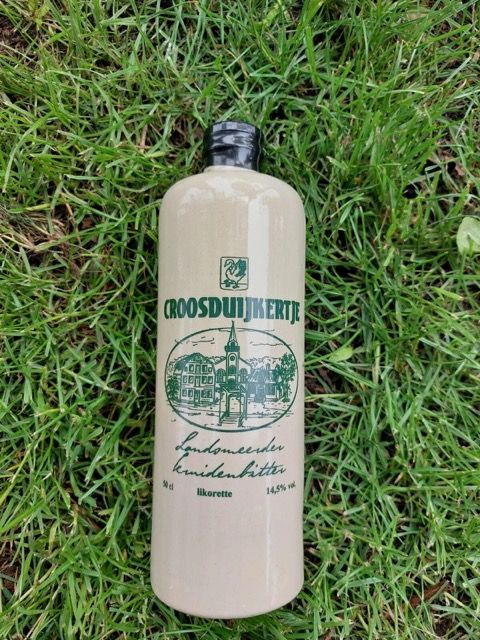 CROOSDUIJKERTJE
Landsmeerder
kruidenbitter
50 cl likorette 14,5% vol.